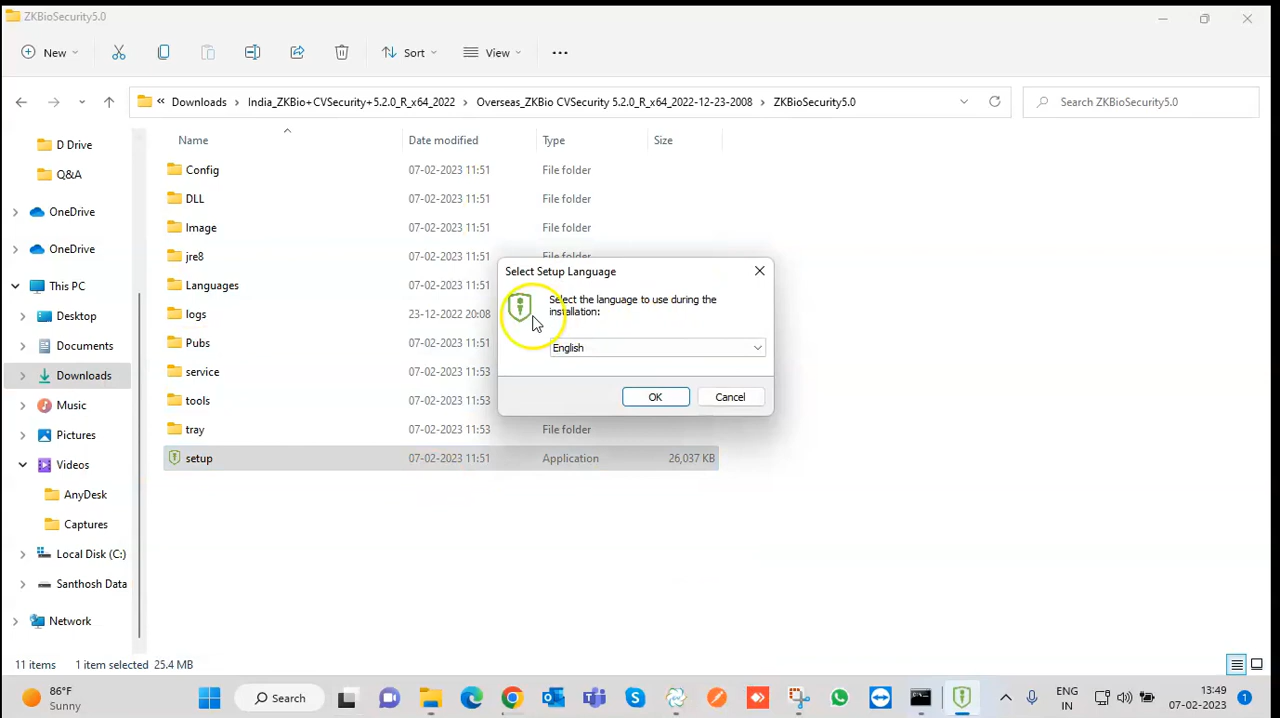 ZKBioSecurity5.0
New
Sort
View
Downloads > India_ZKBio+CVSecurity+5.2.0_R_x64_2022 > Overseas_ZKBio CVSecurity 5.2.0_R_x64_2022-12-23-2008 > ZKBioSecurity5.0
Search ZKBioSecurity5.0
D Drive
Q&A
OneDrive
OneDrive
This PC
Desktop
Documents
Downloads
Music
Pictures
Videos
AnyDesk
Captures
Local Disk (C:)
Santhosh Data
Network
Name Date modified Type Size
Config 07-02-2023 11:51 File folder
DLL 07-02-2023 11:51 File folder
Image 07-02-2023 11:51 File folder
jre8 07-02-2023 11:51 File folder
Languages 07-02-2023 11:51
logs 23-12-2022 20:08
Pubs 07-02-2023 11:51
service 07-02-2023 11:53
tools 07-02-2023 11:53
tray 07-02-2023 11:53 File folder
setup 07-02-2023 11:51 Application 26,037 KB
Select Setup Language
Select the language to use during the
installation:
English
OK Cancel
11 items 1 item selected 25.4 MB
86°F
Sunny
Search
ENG
IN
13:49
07-02-2023
1